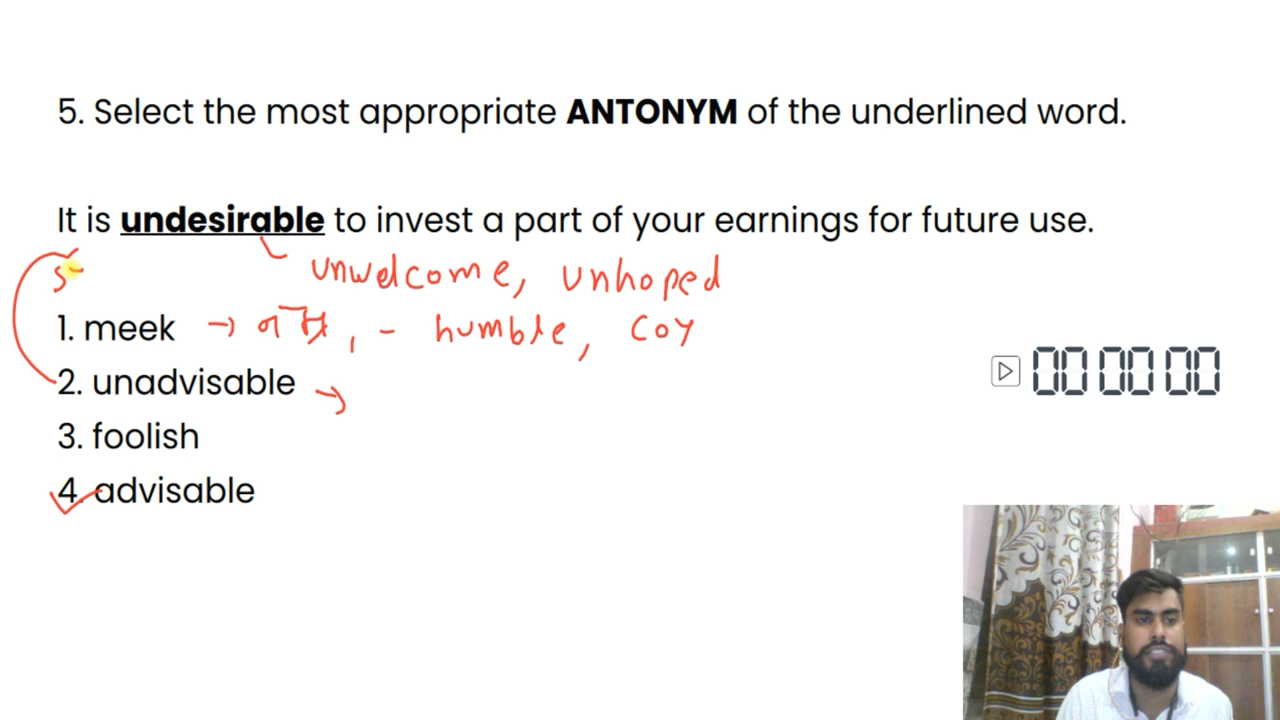 5. Select the most appropriate ANTONYM of the underlined word.
It is undesirable to invest a part of your earnings for future use.
unwelcome, unhoped
1. meek → नम्र, - humble, coy
2. unadvisable →
3. foolish
4. advisable
00 00 00